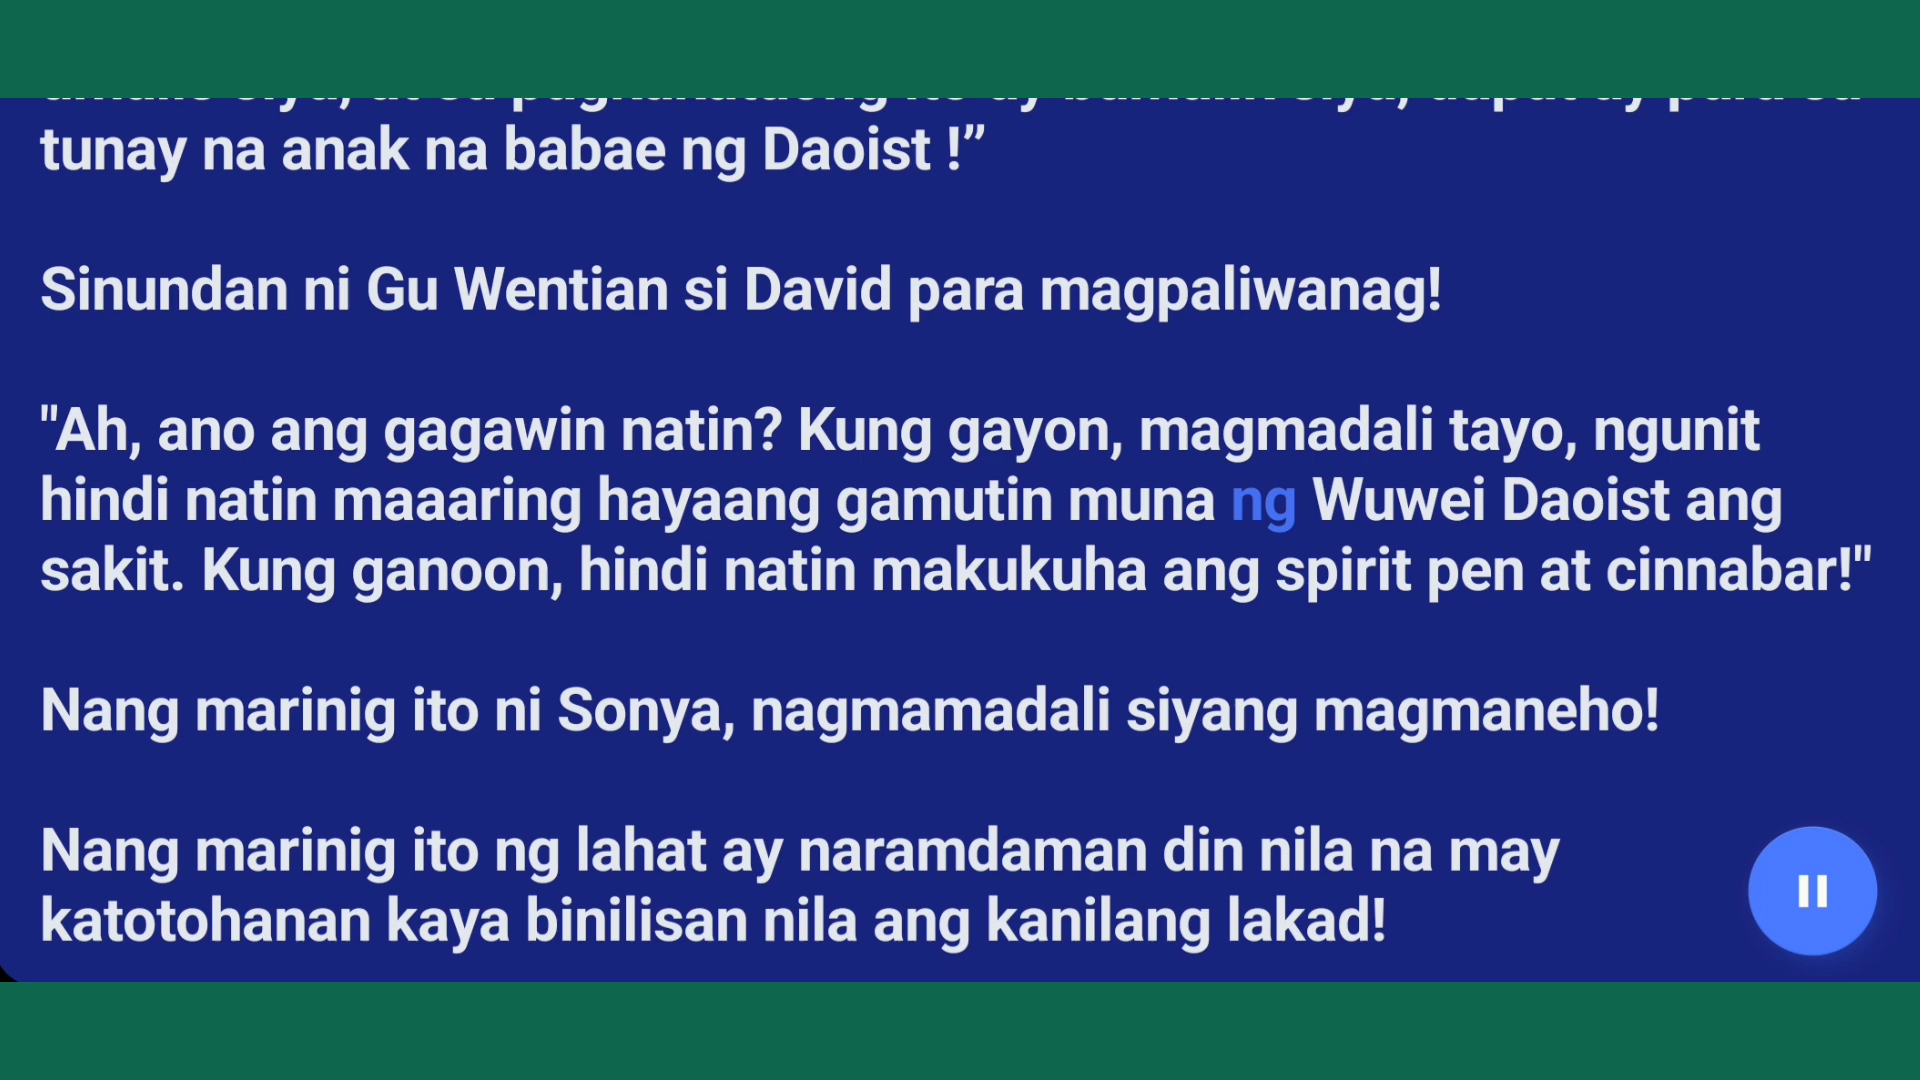 tunay na anak na babae ng Daoist !”
Sinundan ni Gu Wentian si David para magpaliwanag!
"Ah, ano ang gagawin natin? Kung gayon, magmadali tayo, ngunit
hindi natin maaaring hayaang gamutin muna ng Wuwei Daoist ang
sakit. Kung ganoon, hindi natin makukuha ang spirit pen at cinnabar!"
Nang marinig ito ni Sonya, nagmamadali siyang magmaneho!
Nang marinig ito ng lahat ay naramdaman din nila na may
katotohanan kaya binilisan nila ang kanilang lakad!